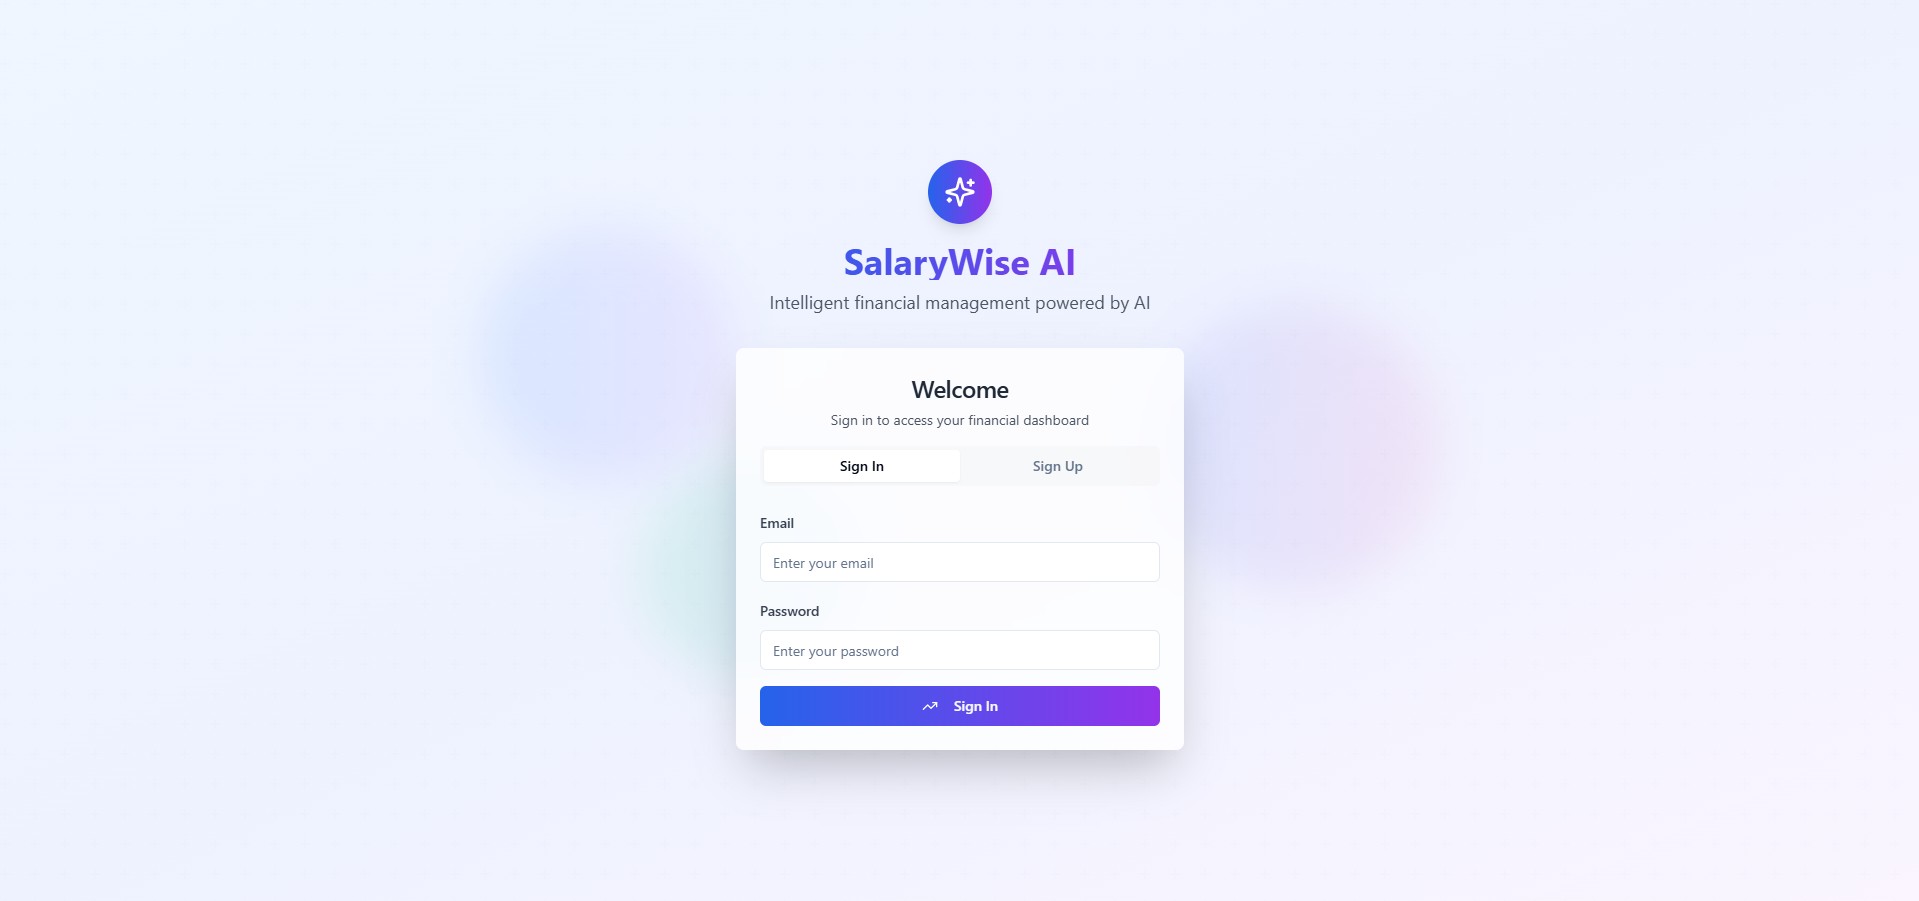 SalaryWise AI
Intelligent financial management powered by AI
Welcome
Sign in to access your financial dashboard
Sign In Sign Up
Email
Enter your email
Password
Enter your password
Sign In